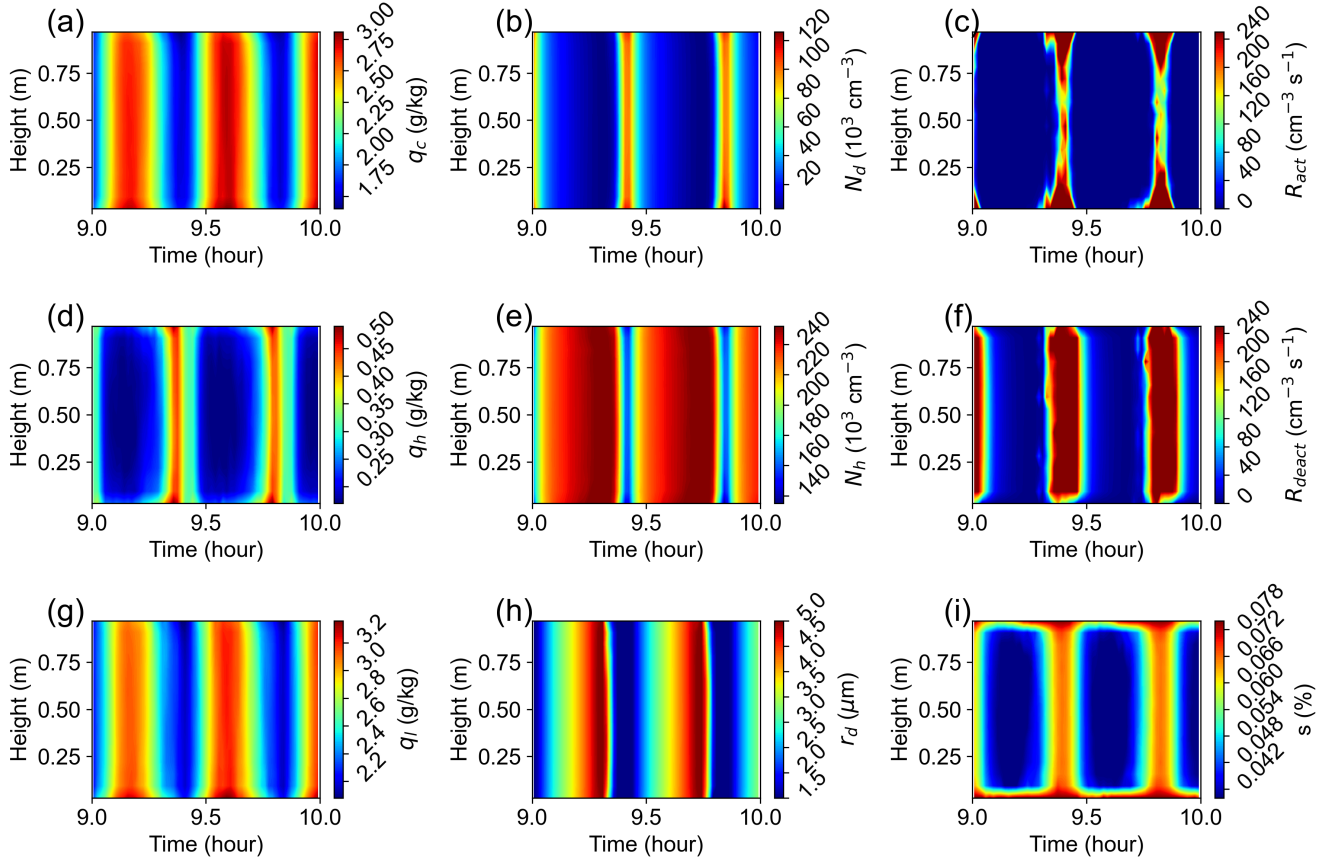 (a)
Height (m)
0.75
0.50
0.25
9.0 9.5 10.0
Time (hour)
3.00
2.75
2.50
2.25
2.00
1.75
q_c (g/kg)
(b)
Height (m)
0.75
0.50
0.25
9.0 9.5 10.0
Time (hour)
120
100
80
60
40
20
N_d (10³ cm⁻³)
(c)
Height (m)
0.75
0.50
0.25
9.0 9.5 10.0
Time (hour)
240
200
160
120
80
40
0
R_act (cm⁻³ s⁻¹)
(d)
Height (m)
0.75
0.50
0.25
9.0 9.5 10.0
Time (hour)
0.50
0.45
0.40
0.35
0.30
0.25
q_h (g/kg)
(e)
Height (m)
0.75
0.50
0.25
9.0 9.5 10.0
Time (hour)
240
220
200
180
160
140
N_h (10³ cm⁻³)
(f)
Height (m)
0.75
0.50
0.25
9.0 9.5 10.0
Time (hour)
240
200
160
120
80
40
0
R_deact (cm⁻³ s⁻¹)
(g)
Height (m)
0.75
0.50
0.25
9.0 9.5 10.0
Time (hour)
3.2
3.0
2.8
2.6
2.4
2.2
q_l (g/kg)
(h)
Height (m)
0.75
0.50
0.25
9.0 9.5 10.0
Time (hour)
5.0
4.5
4.0
3.5
3.0
2.5
2.0
1.5
r_d (μm)
(i)
Height (m)
0.75
0.50
0.25
9.0 9.5 10.0
Time (hour)
0.078
0.072
0.066
0.060
0.054
0.048
0.042
s (%)